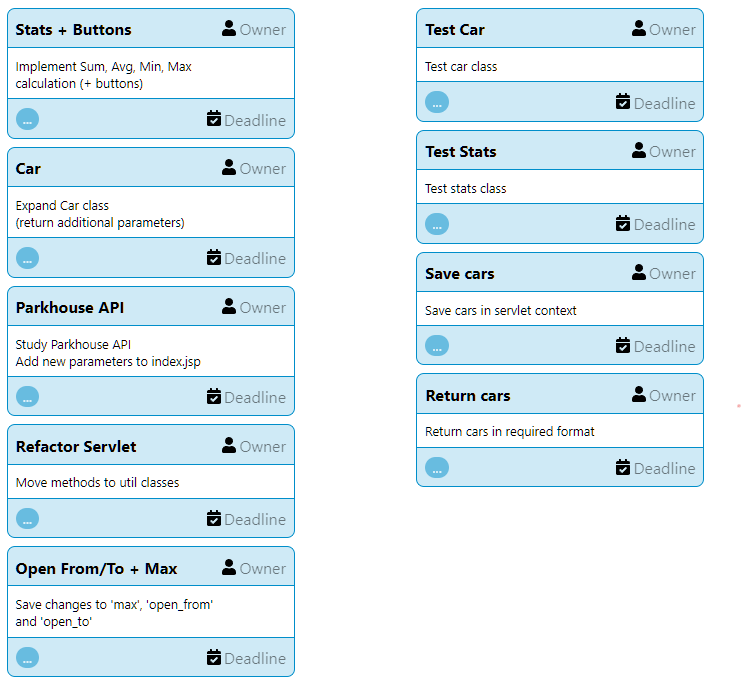 Stats + Buttons Owner
Implement Sum, Avg, Min, Max
calculation (+ buttons)
... Deadline
Car Owner
Expand Car class
(return additional parameters)
... Deadline
Parkhouse API Owner
Study Parkhouse API
Add new parameters to index.jsp
... Deadline
Refactor Servlet Owner
Move methods to util classes
... Deadline
Open From/To + Max Owner
Save changes to 'max', 'open_from'
and 'open_to'
... Deadline
Test Car Owner
Test car class
... Deadline
Test Stats Owner
Test stats class
... Deadline
Save cars Owner
Save cars in servlet context
... Deadline
Return cars Owner
Return cars in required format
... Deadline